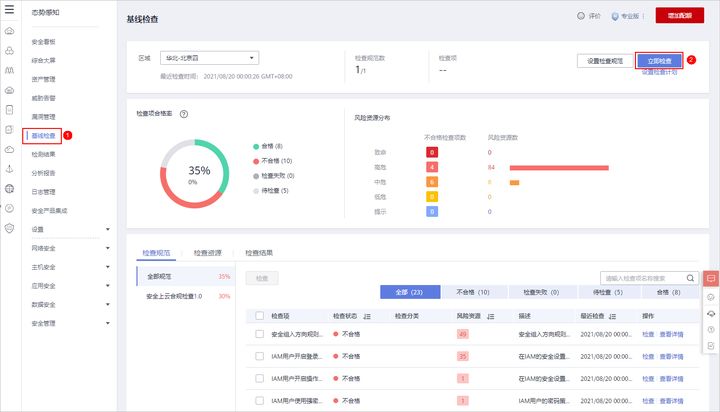 态势感知
安全看板
综合大屏
资产管理
威胁告警
漏洞管理
基线检查 1
检测结果
分析报告
日志管理
安全产品集成
设置
网络安全
主机安全
应用安全
数据安全
安全管理
基线检查
评价 专业版 增加配额
区域 华北-北京四
最近检查时间： 2021/08/20 00:00:26 GMT+08:00
检查规范数
1/1
检查项
--
设置检查规范 立即检查 2
设置检查计划
检查项合格率
35%
0%
合格 (8)
不合格 (10)
检查失败 (0)
待检查 (5)
风险资源分布
不合格检查项数 风险资源数
致命 0 0
高危 4 84
中危 6
低危 0 0
提示 0 0
检查规范 检查资源 检查结果
全部规范 35%
安全上云合规检查1.0 30%
检查
请输入检查项名称搜索
全部（23） 不合格（10） 检查失败（0） 待检查（5） 合格（8）
检查项 检查状态 检查分类 风险资源 描述 最近检查 操作
安全组入方向规则... 不合格 49 安全组入方向规则... 2021/08/20 00:00... 检查 查看详情
IAM用户开启登录... 不合格 35 在IAM的安全设置... 2021/08/20 00:00... 检查 查看详情
IAM用户开启操作... 不合格 1 在IAM的安全设置... 2021/08/20 00:00... 检查 查看详情
IAM用户使用强密... 不合格 1 IAM用户的密码策... 2021/08/20 00:00... 检查 查看详情